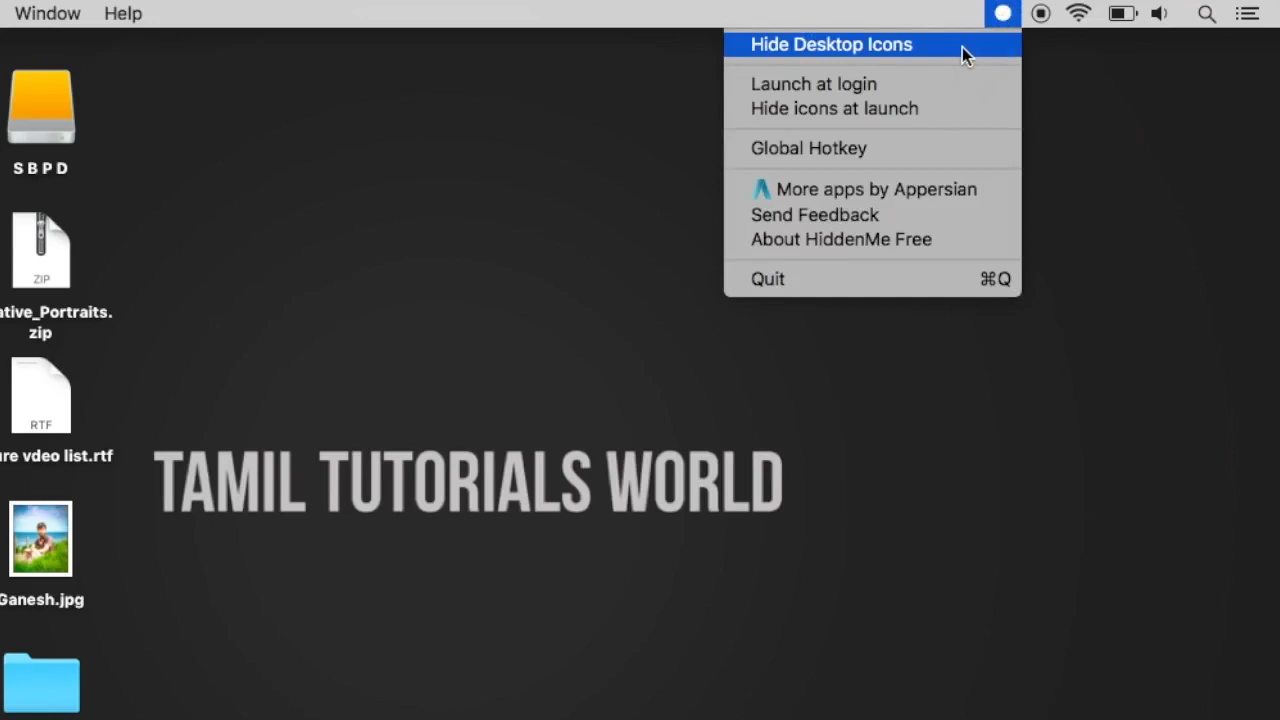 Window Help
Hide Desktop Icons
Launch at login
Hide icons at launch
Global Hotkey
More apps by Appersian
Send Feedback
About HiddenMe Free
Quit ⌘Q
S B P D
ZIP
ative_Portraits.
zip
RTF
ure vdeo list.rtf
TAMIL TUTORIALS WORLD
Ganesh.jpg